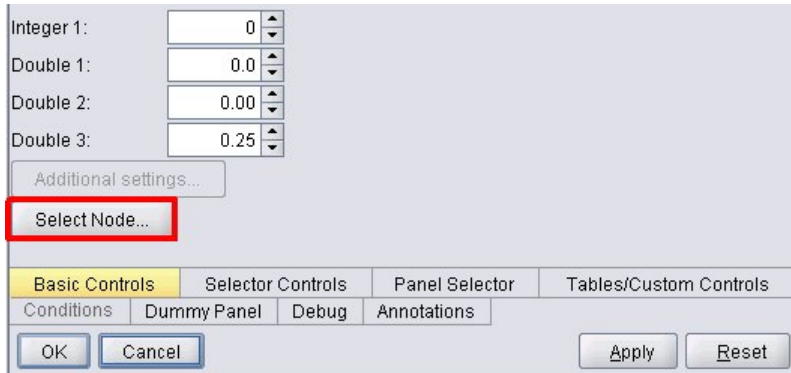 Integer 1: 0
Double 1: 0.0
Double 2: 0.00
Double 3: 0.25
Additional settings...
Select Node...
Basic Controls Selector Controls Panel Selector Tables/Custom Controls
Conditions Dummy Panel Debug Annotations
OK Cancel Apply Reset